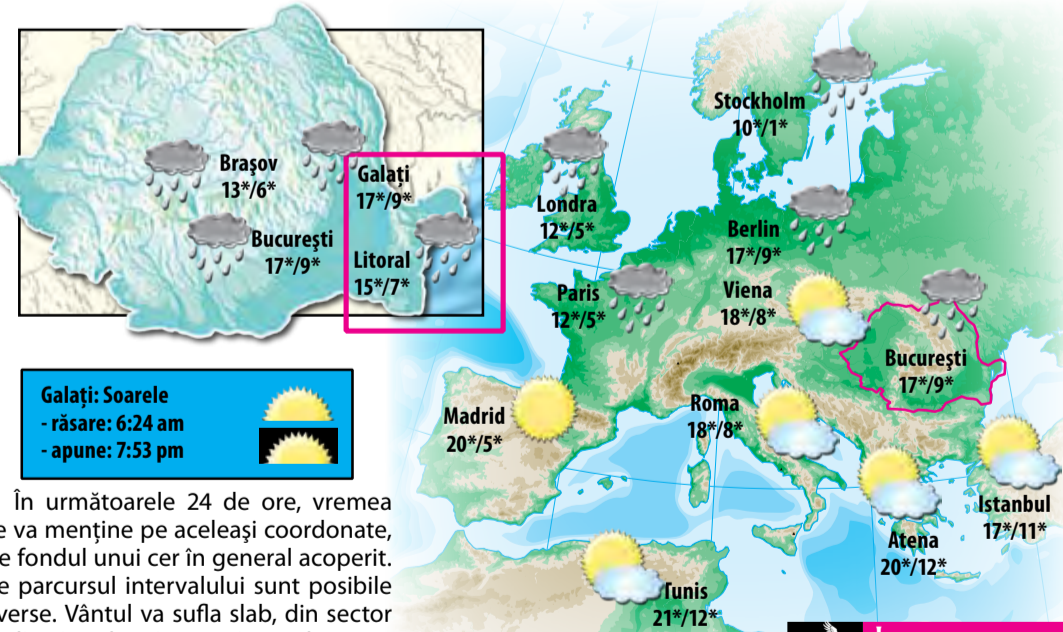 Braşov
13*/6*
Galaţi
17*/9*
Bucureşti
17*/9*
Litoral
15*/7*
Stockholm
10*/1*
Londra
12*/5*
Berlin
17*/9*
Paris
12*/5*
Viena
18*/8*
Bucureşti
17*/9*
Madrid
20*/5*
Roma
18*/8*
Istanbul
17*/11*
Atena
20*/12*
Tunis
21*/12*
Galaţi: Soarele
- răsare: 6:24 am
- apune: 7:53 pm
În următoarele 24 de ore, vremea
e va menţine pe aceleaşi coordonate,
e fondul unui cer în general acoperit.
e parcursul intervalului sunt posibile
verse. Vântul va sufla slab, din sector